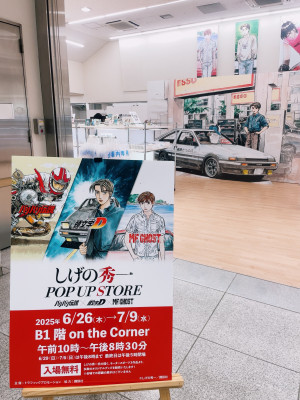 ESSO
MF GHOST
しげの秀一
POP UP STORE
バリバリ伝説 頭文字D MF GHOST
2025年 6/26(木)→7/9(水)
B1階 on the Corner
午前10時〜午後8時30分
入場無料